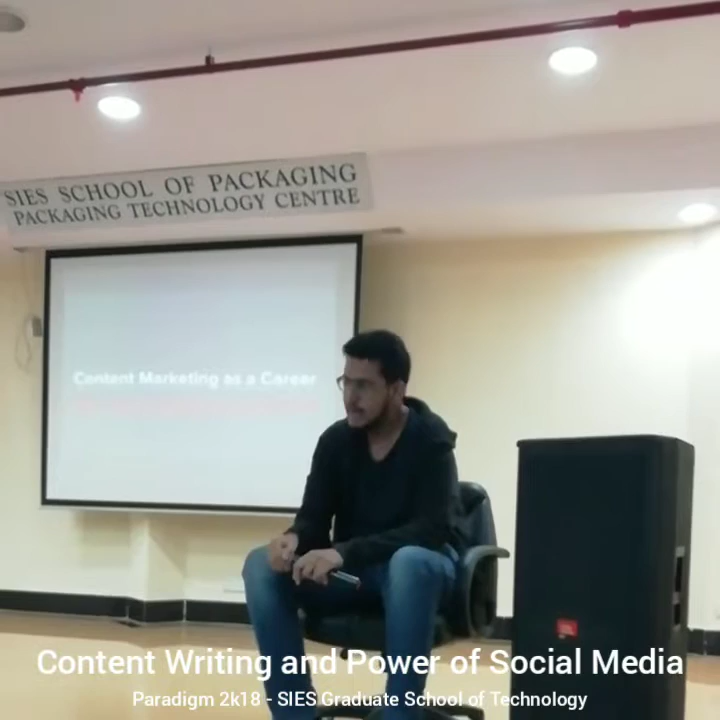 SIES SCHOOL OF PACKAGING
PACKAGING TECHNOLOGY CENTRE
Content Marketing as a Career
JBL
Content Writing and Power of Social Media
Paradigm 2k18 - SIES Graduate School of Technology